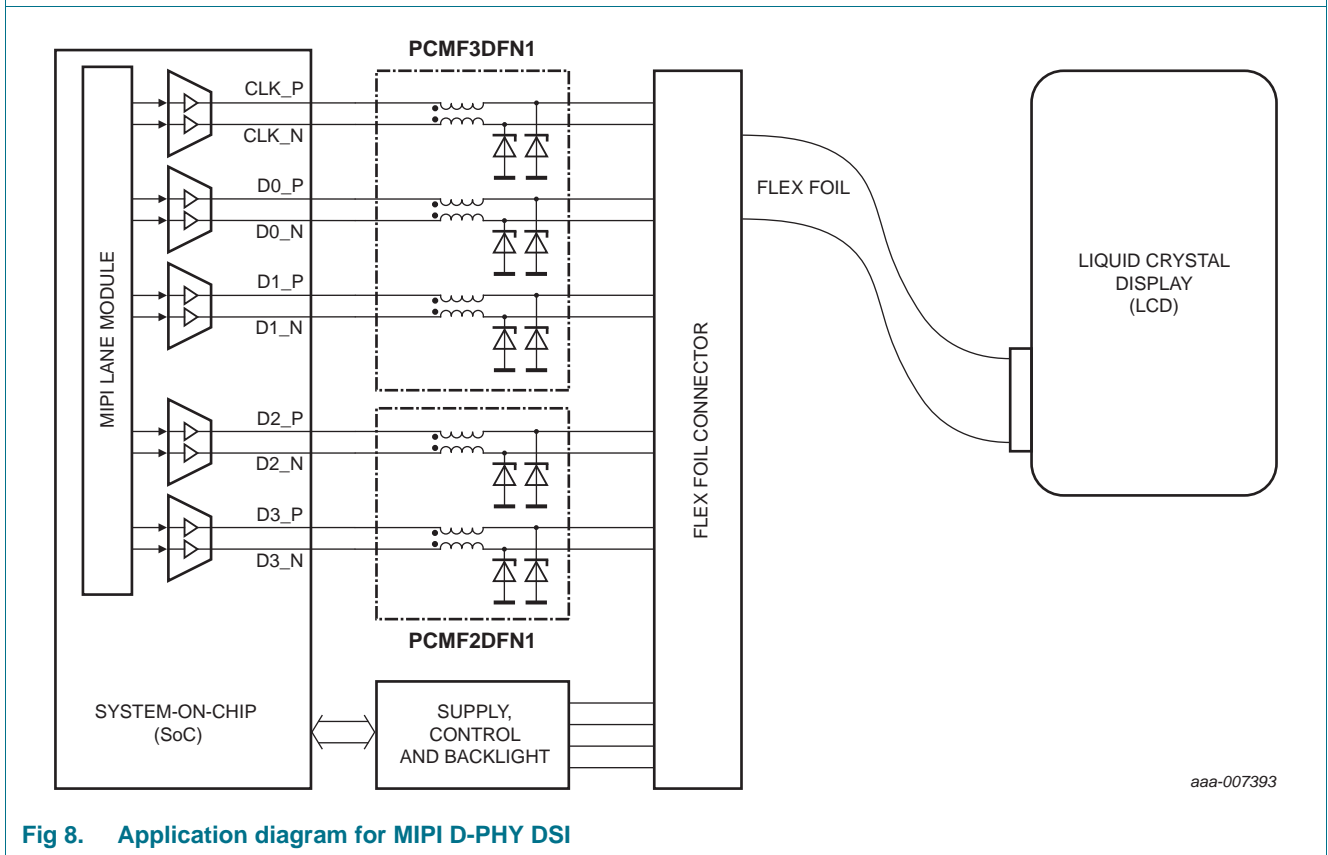 PCMF3DFN1
CLK_P
CLK_N
D0_P
D0_N
D1_P
D1_N
D2_P
D2_N
D3_P
D3_N
MIPI LANE MODULE
PCMF2DFN1
SYSTEM-ON-CHIP
(SoC)
SUPPLY,
CONTROL
AND BACKLIGHT
FLEX FOIL CONNECTOR
FLEX FOIL
LIQUID CRYSTAL
DISPLAY
(LCD)
aaa-007393
Fig 8. Application diagram for MIPI D-PHY DSI